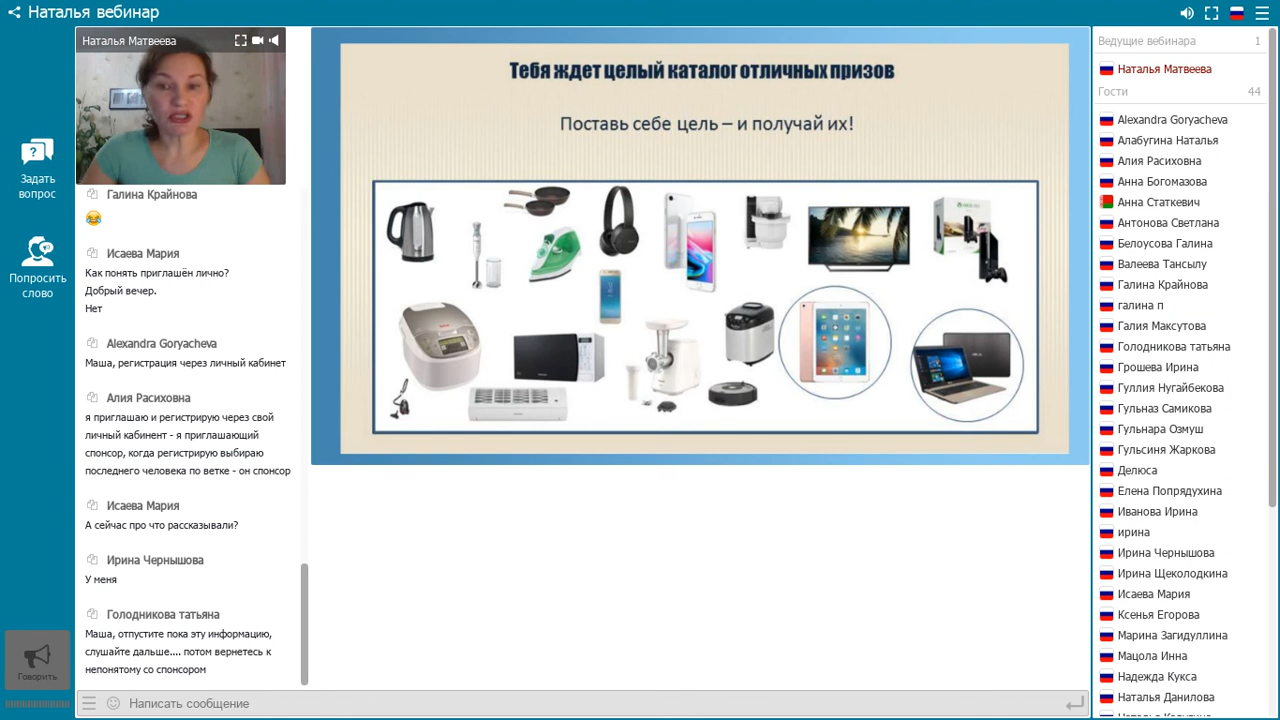 Наталья вебинар
Задать
вопрос
Попросить
слово
Говорить
Наталья Матвеева
Галина Крайнова
Исаева Мария
Как понять приглашён лично?
Добрый вечер.
Нет
Alexandra Goryacheva
Маша, регистрация через личный кабинет
Алия Расиховна
я приглашаю и регистрирую через свой
личный кабинент - я приглашающий
спонсор, когда регистрирую выбираю
последнего человека по ветке - он спонсор
Исаева Мария
А сейчас про что рассказывали?
Ирина Чернышова
У меня
Голодникова татьяна
Маша, отпустите пока эту информацию,
слушайте дальше.... потом вернетесь к
непонятому со спонсором
Написать сообщение
Тебя ждет целый каталог отличных призов
Поставь себе цель – и получай их!
Ведущие вебинара 1
Наталья Матвеева
Гости 44
Alexandra Goryacheva
Алабугина Наталья
Алия Расиховна
Анна Богомазова
Анна Статкевич
Антонова Светлана
Белоусова Галина
Валеева Тансылу
Галина Крайнова
галина п
Галия Максутова
Голодникова татьяна
Грошева Ирина
Гуллия Нугайбекова
Гульназ Самикова
Гульнара Озмуш
Гульсиня Жаркова
Делюса
Елена Попрядухина
Иванова Ирина
ирина
Ирина Чернышова
Ирина Щеколодкина
Исаева Мария
Ксенья Егорова
Марина Загидуллина
Мацола Инна
Надежда Кукса
Наталья Данилова